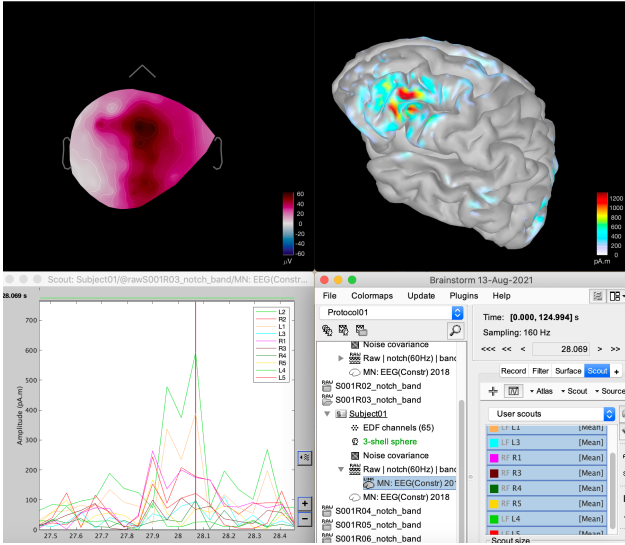 60
40
20
0
-20
-40
-60
μV
1200
1000
800
600
400
200
0
pA.m
Scout: Subject01/@rawS001R03_notch_band/MN: EEG(Constr...
28.069 s
700
600
500
400
300
200
100
0
Amplitude (pA.m)
27.5 27.6 27.7 27.8 27.9 28 28.1 28.2 28.3 28.4
L2
R2
L1
L3
R1
R3
R4
R5
L4
L5
+
−
Brainstorm 13-Aug-2021
File Colormaps Update Plugins Help
Protocol01
Noise covariance
Raw | notch(60Hz) | band
MN: EEG(Constr) 2018
RAW S001R02_notch_band
RAW S001R03_notch_band
Subject01
EDF channels (65)
3-shell sphere
Noise covariance
Raw | notch(60Hz) | band
LINK MN: EEG(Constr) 201
MN: EEG(Constr) 2018
RAW S001R04_notch_band
RAW S001R05_notch_band
RAW S001R06_notch_band
Time: [0.000, 124.994] s
Sampling: 160 Hz
<<< << < 28.069 > >>
Record Filter Surface Scout +
Atlas Scout Source
User scouts
LF L1 [Mean]
LF L3 [Mean]
RF R1 [Mean]
RF R3 [Mean]
RF R4 [Mean]
RF R5 [Mean]
LF L4 [Mean]
LF L5 [Mean]
Scout size